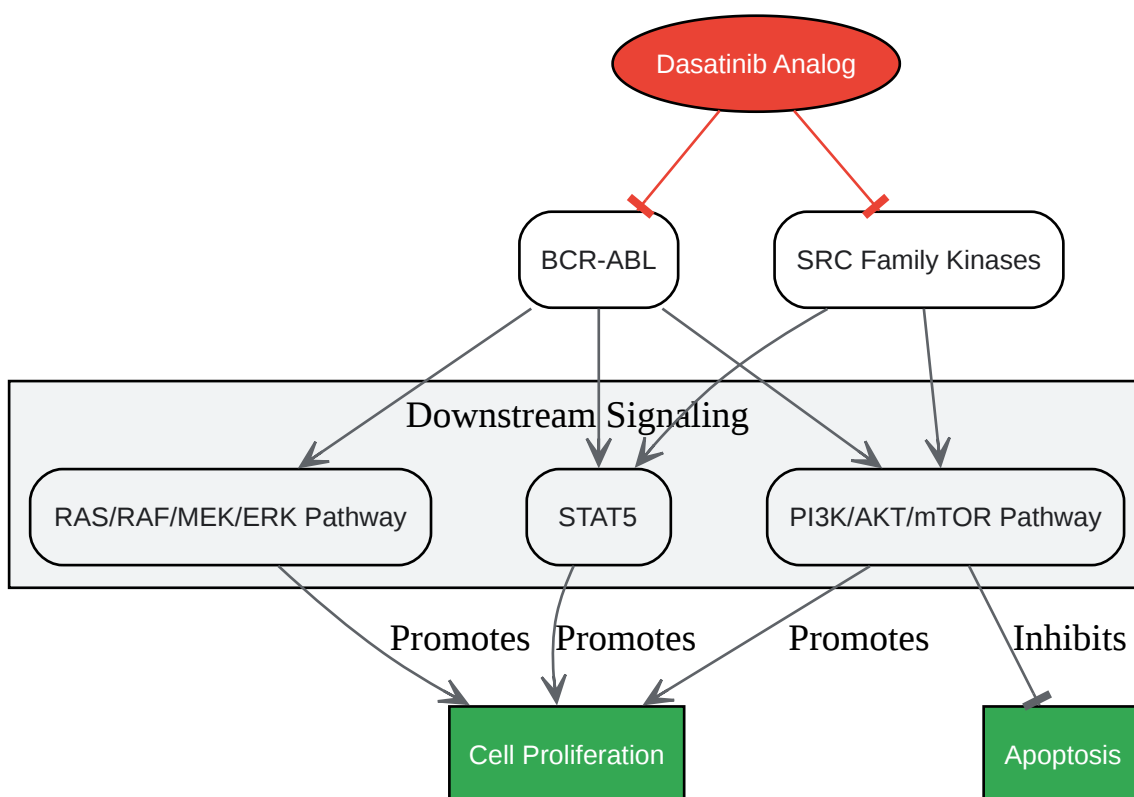 Dasatinib Analog
BCR-ABL
SRC Family Kinases
Downstream Signaling
RAS/RAF/MEK/ERK Pathway
STAT5
PI3K/AKT/mTOR Pathway
Promotes
Promotes
Promotes
Inhibits
Cell Proliferation
Apoptosis